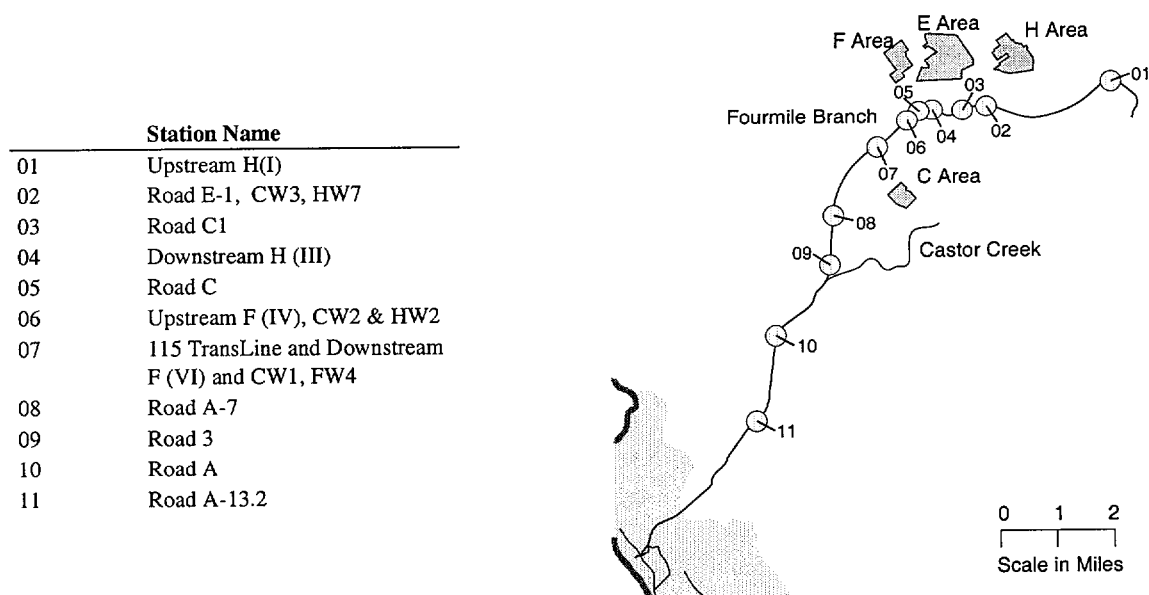 Station Name
01 Upstream H(I)
02 Road E-1, CW3, HW7
03 Road C1
04 Downstream H (III)
05 Road C
06 Upstream F (IV), CW2 & HW2
07 115 TransLine and Downstream
F (VI) and CW1, FW4
08 Road A-7
09 Road 3
10 Road A
11 Road A-13.2
E Area
F Area
H Area
01
05
03
Fourmile Branch
04
02
06
07
C Area
08
09
Castor Creek
10
11
0 1 2
Scale in Miles